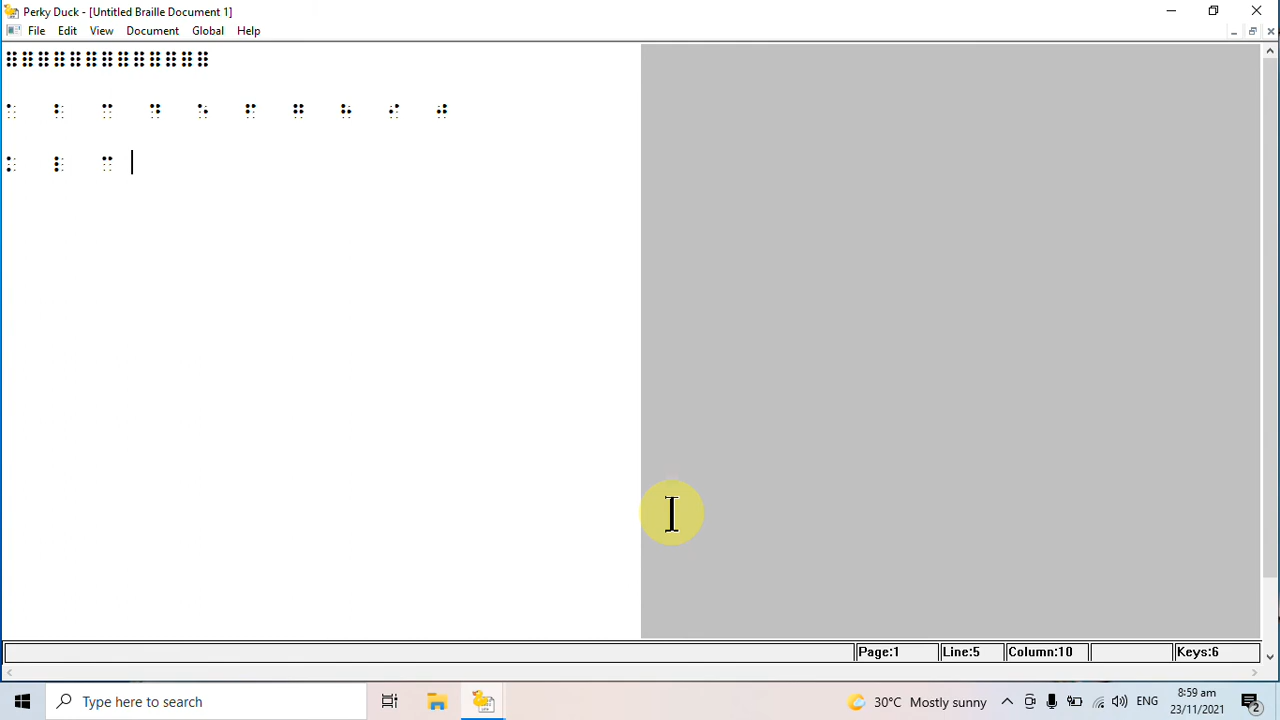 Perky Duck - [Untitled Braille Document 1]
File Edit View Document Global Help
⠿⠿⠿⠿⠿⠿⠿⠿⠿⠿⠿⠿⠿
⠁ ⠃ ⠉ ⠙ ⠑ ⠋ ⠛ ⠓ ⠊ ⠚
⠅ ⠇ ⠉
Page:1 Line:5 Column:10 Keys:6
Type here to search 30°C Mostly sunny ENG 8:59 am
23/11/2021 2